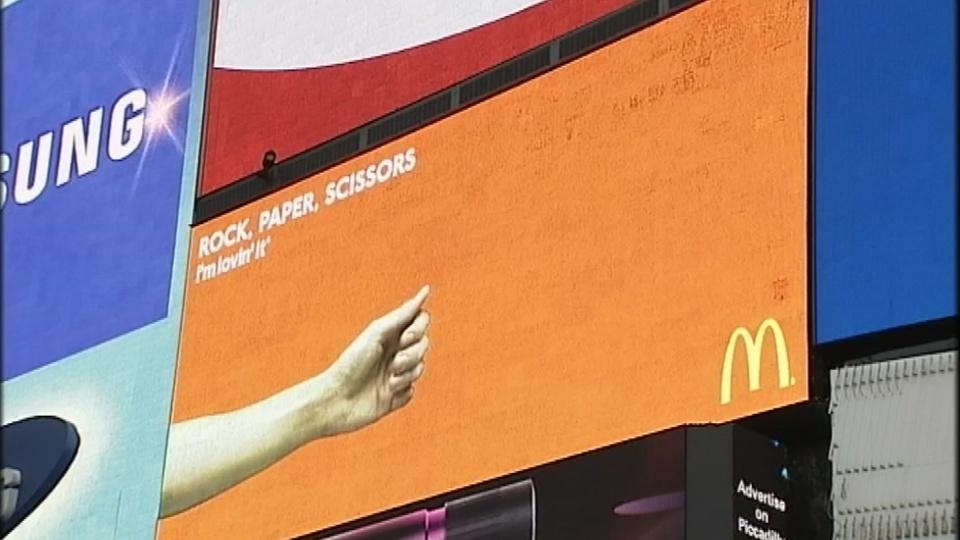 SUNG
ROCK, PAPER, SCISSORS
i'm lovin' it
Advertise
on
Piccadilly